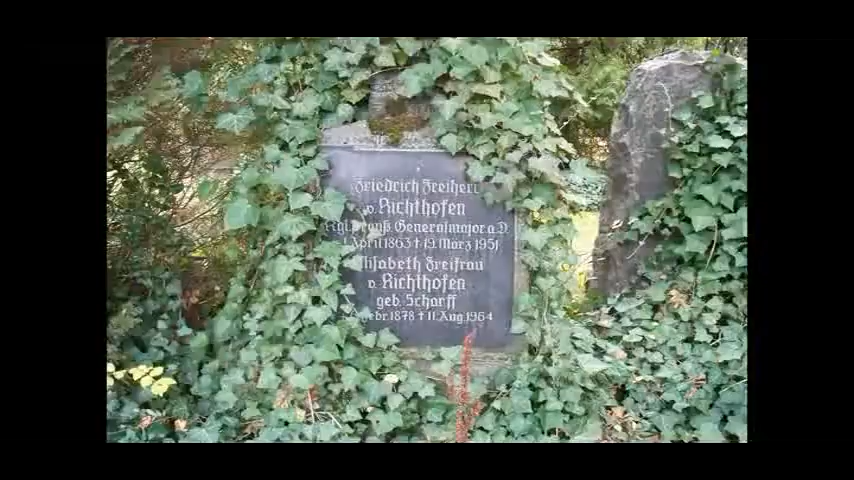 Friedrich Freiherr
v. Richthofen
Kgl. Preuß. Generalmajor a.D.
April 1863 † 19. März 1951
Elisabeth Freifrau
v. Richthofen
geb. Scharff
Febr. 1878 † 11. Aug. 1964